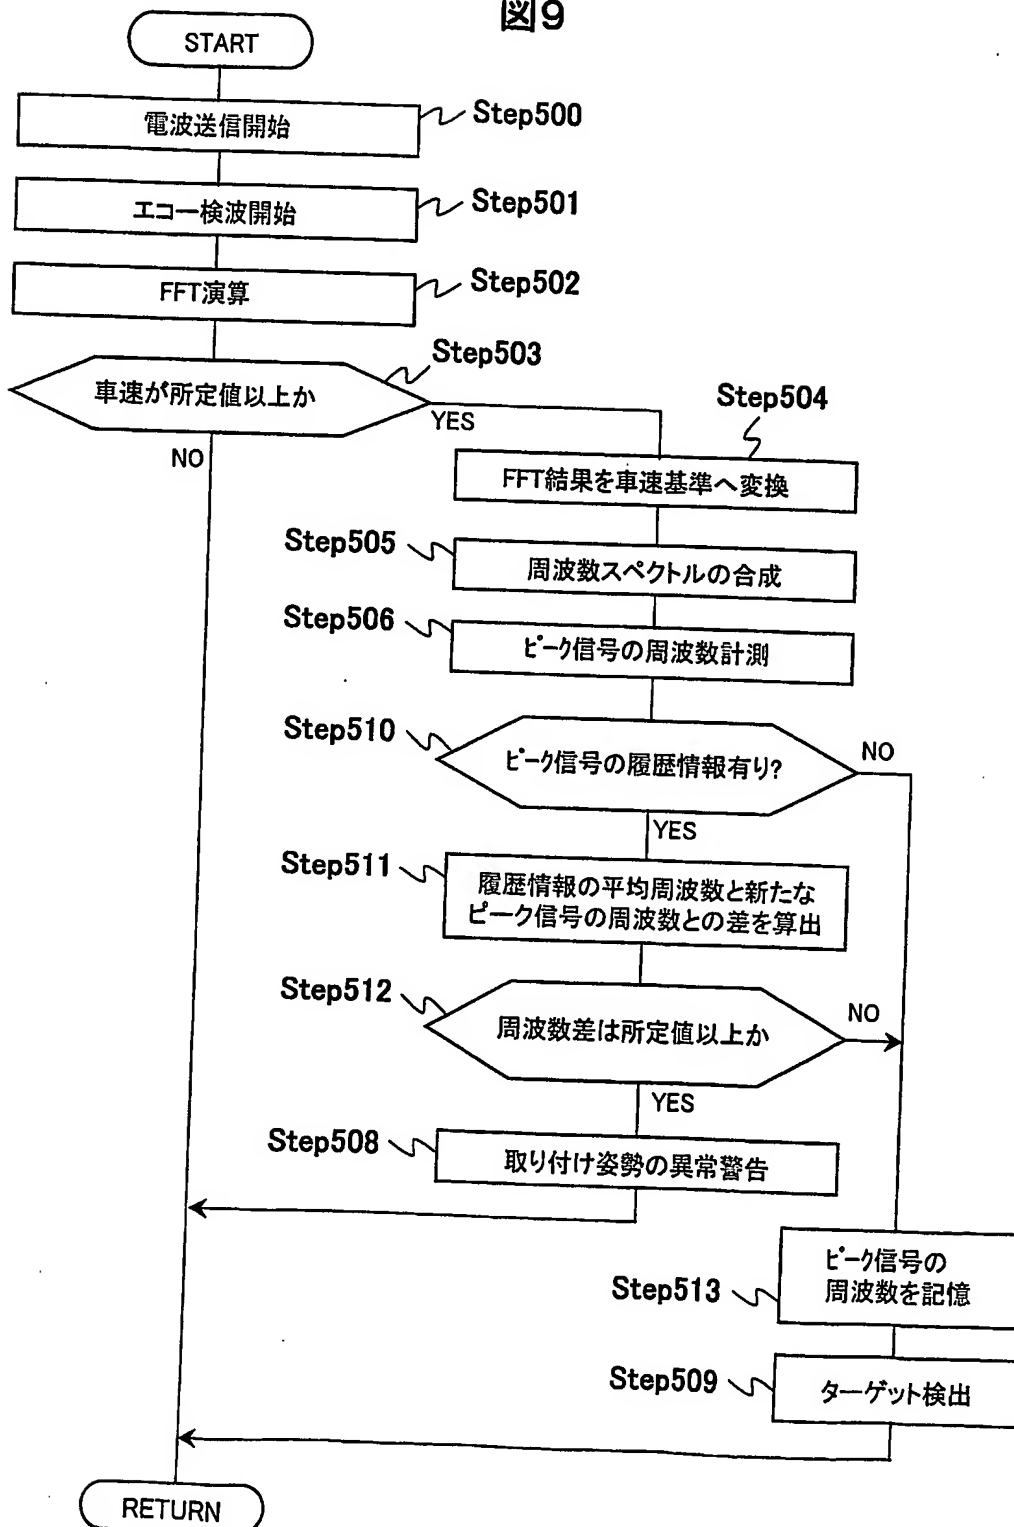 図9
START
電波送信開始
Step500
エコー検波開始
Step501
FFT演算
Step502
車速が所定値以上か
Step503
YES
NO
Step504
FFT結果を車速基準へ変換
Step505
周波数スペクトルの合成
Step506
ピーク信号の周波数計測
Step510
ピーク信号の履歴情報有り?
NO
YES
Step511
履歴情報の平均周波数と新たな
ピーク信号の周波数との差を算出
Step512
周波数差は所定値以上か
NO
YES
Step508
取り付け姿勢の異常警告
ピーク信号の
周波数を記憶
Step513
Step509
ターゲット検出
RETURN